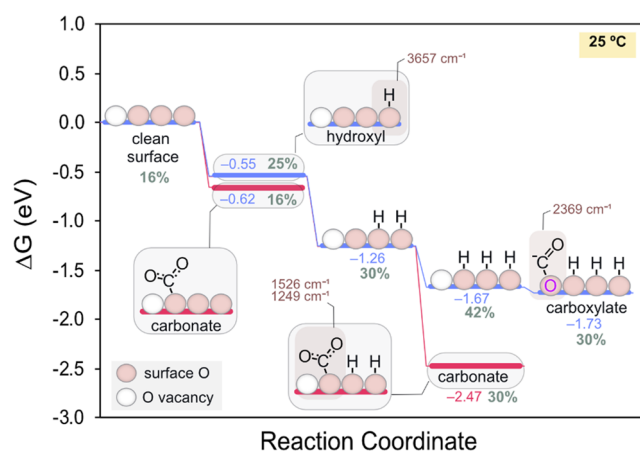 25 ºC
ΔG (eV)
1.0
0.5
0.0
−0.5
−1.0
−1.5
−2.0
−2.5
−3.0
clean
surface
16%
3657 cm⁻¹
H
hydroxyl
−0.55 25%
−0.62 16%
O C O
carbonate
H H
−1.26
30%
1526 cm⁻¹
1249 cm⁻¹
O C O
H H
carbonate
−2.47 30%
H H H
−1.67
42%
2369 cm⁻¹
C O
O H H H
carboxylate
−1.73
30%
surface O
O vacancy
Reaction Coordinate